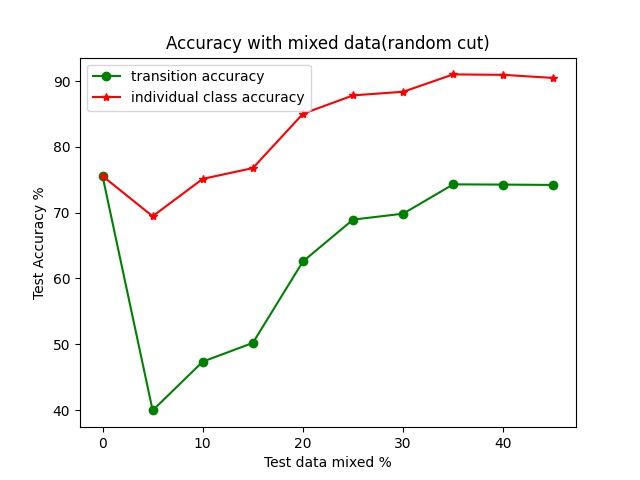 Accuracy with mixed data(random cut)
transition accuracy
individual class accuracy
90
80
70
60
50
40
Test Accuracy %
0 10 20 30 40
Test data mixed %